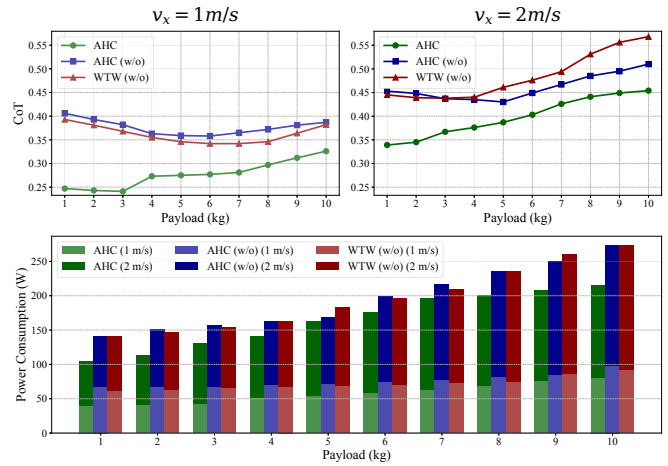 v_x = 1m/s
v_x = 2m/s
CoT
0.55
0.50
0.45
0.40
0.35
0.30
0.25
AHC
AHC (w/o)
WTW (w/o)
1 2 3 4 5 6 7 8 9 10
Payload (kg)
0.55
0.50
0.45
0.40
0.35
0.30
0.25
AHC
AHC (w/o)
WTW (w/o)
1 2 3 4 5 6 7 8 9 10
Payload (kg)
Power Consumption (W)
250
200
150
100
50
0
AHC (1 m/s) AHC (w/o) (1 m/s) WTW (w/o) (1 m/s)
AHC (2 m/s) AHC (w/o) (2 m/s) WTW (w/o) (2 m/s)
1 2 3 4 5 6 7 8 9 10
Payload (kg)